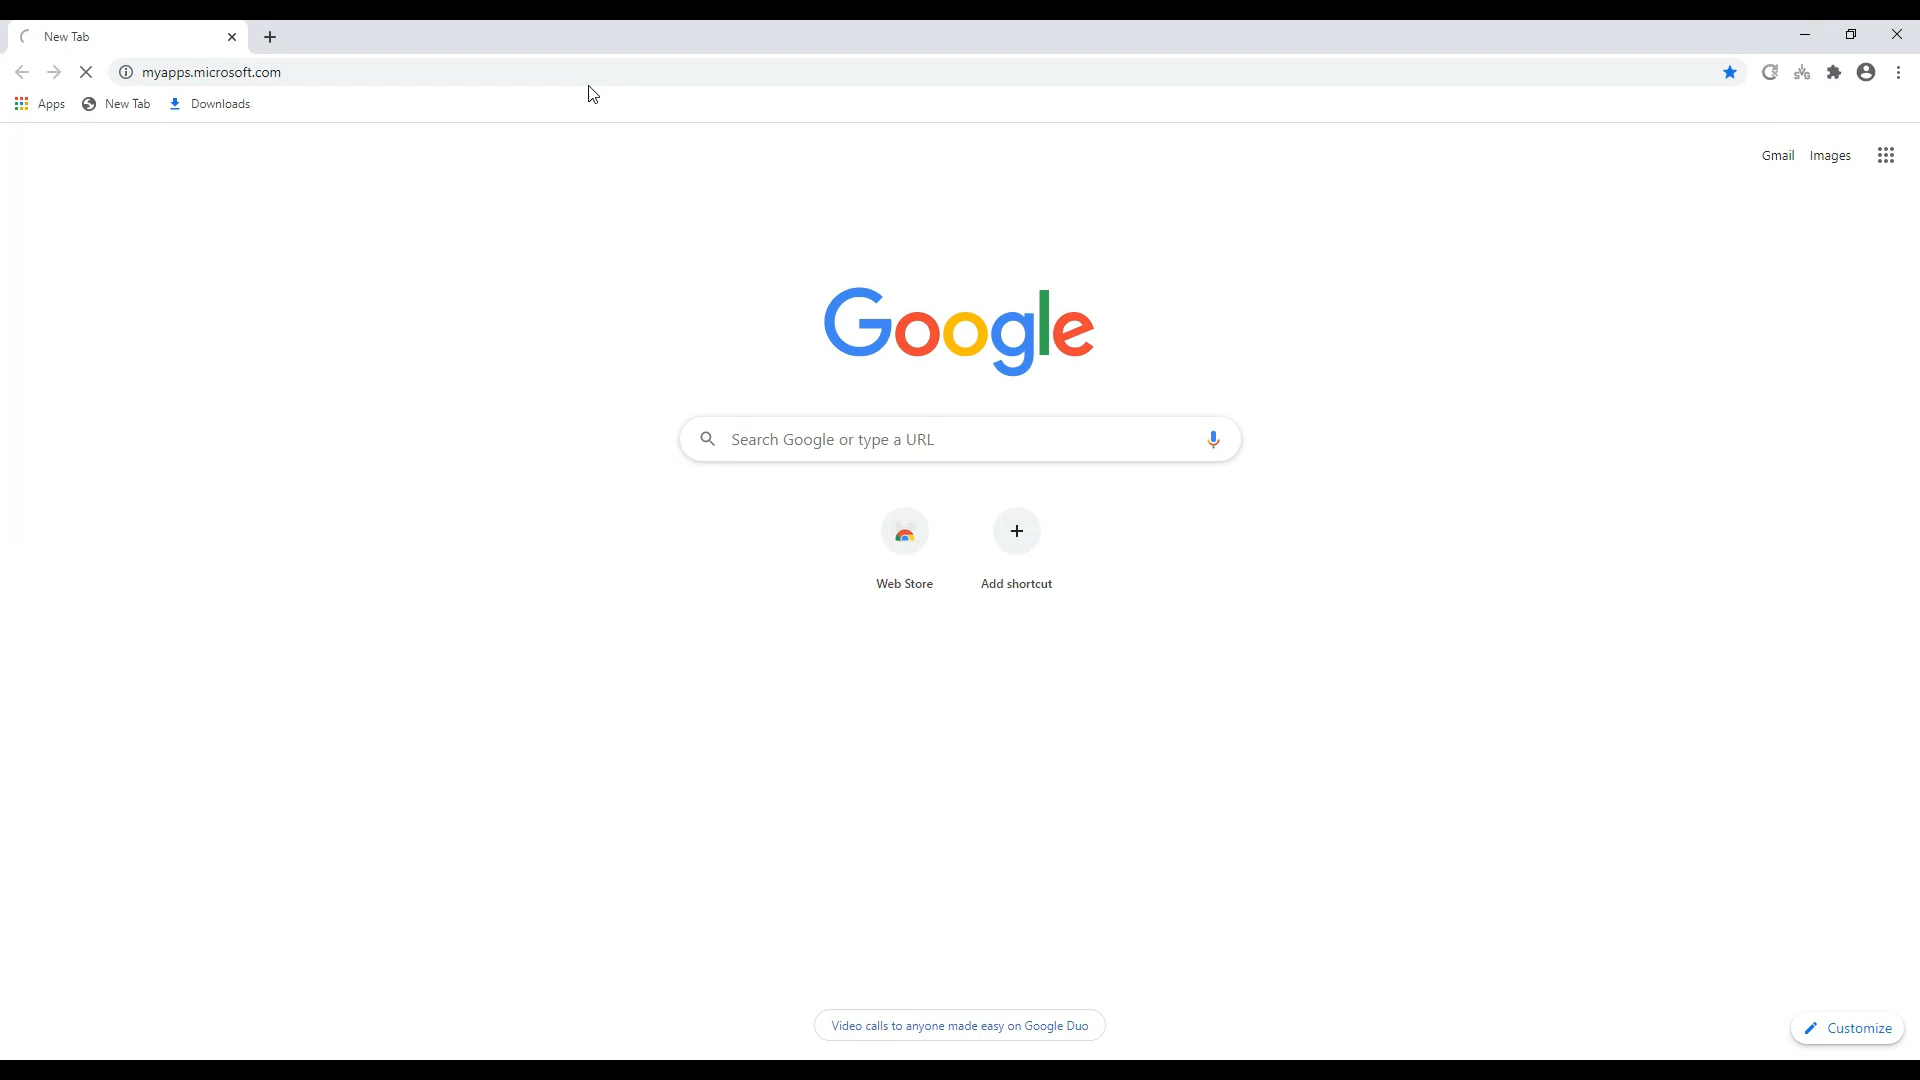 New Tab
myapps.microsoft.com
Apps New Tab Downloads
Gmail Images
Google
Search Google or type a URL
Web Store Add shortcut
Video calls to anyone made easy on Google Duo
Customize